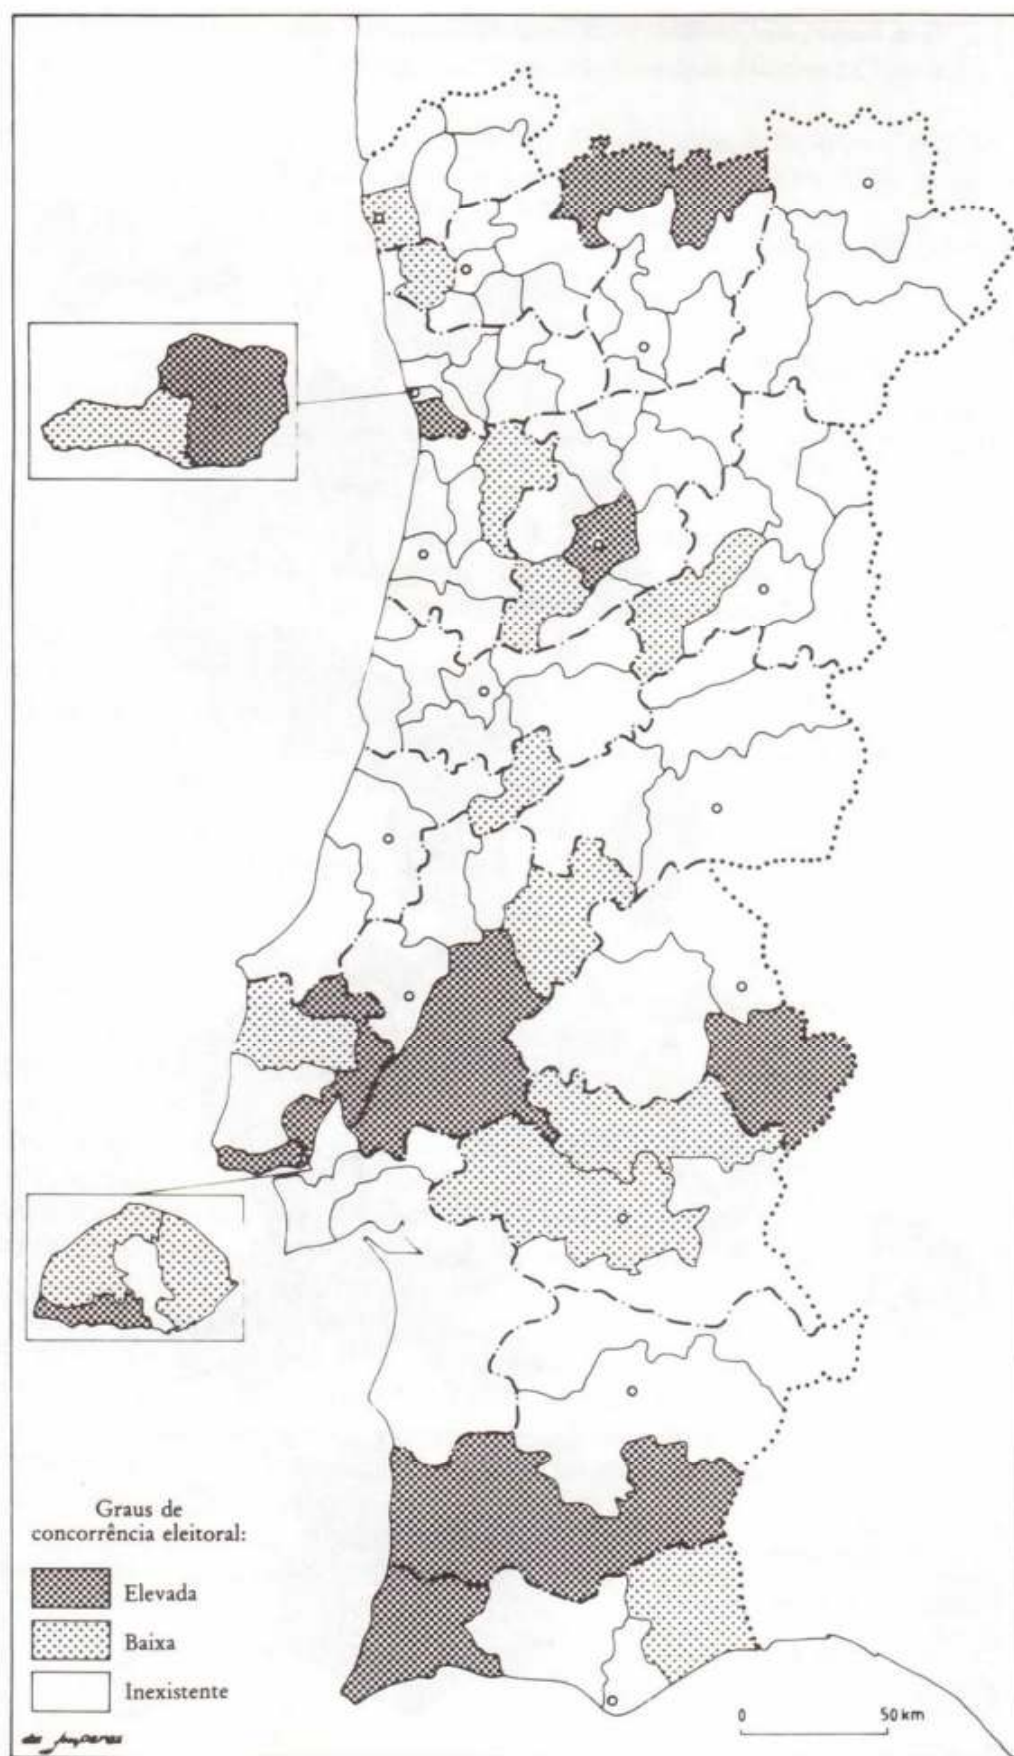 Graus de
concorrência eleitoral:
Elevada
Baixa
Inexistente
0 50 km